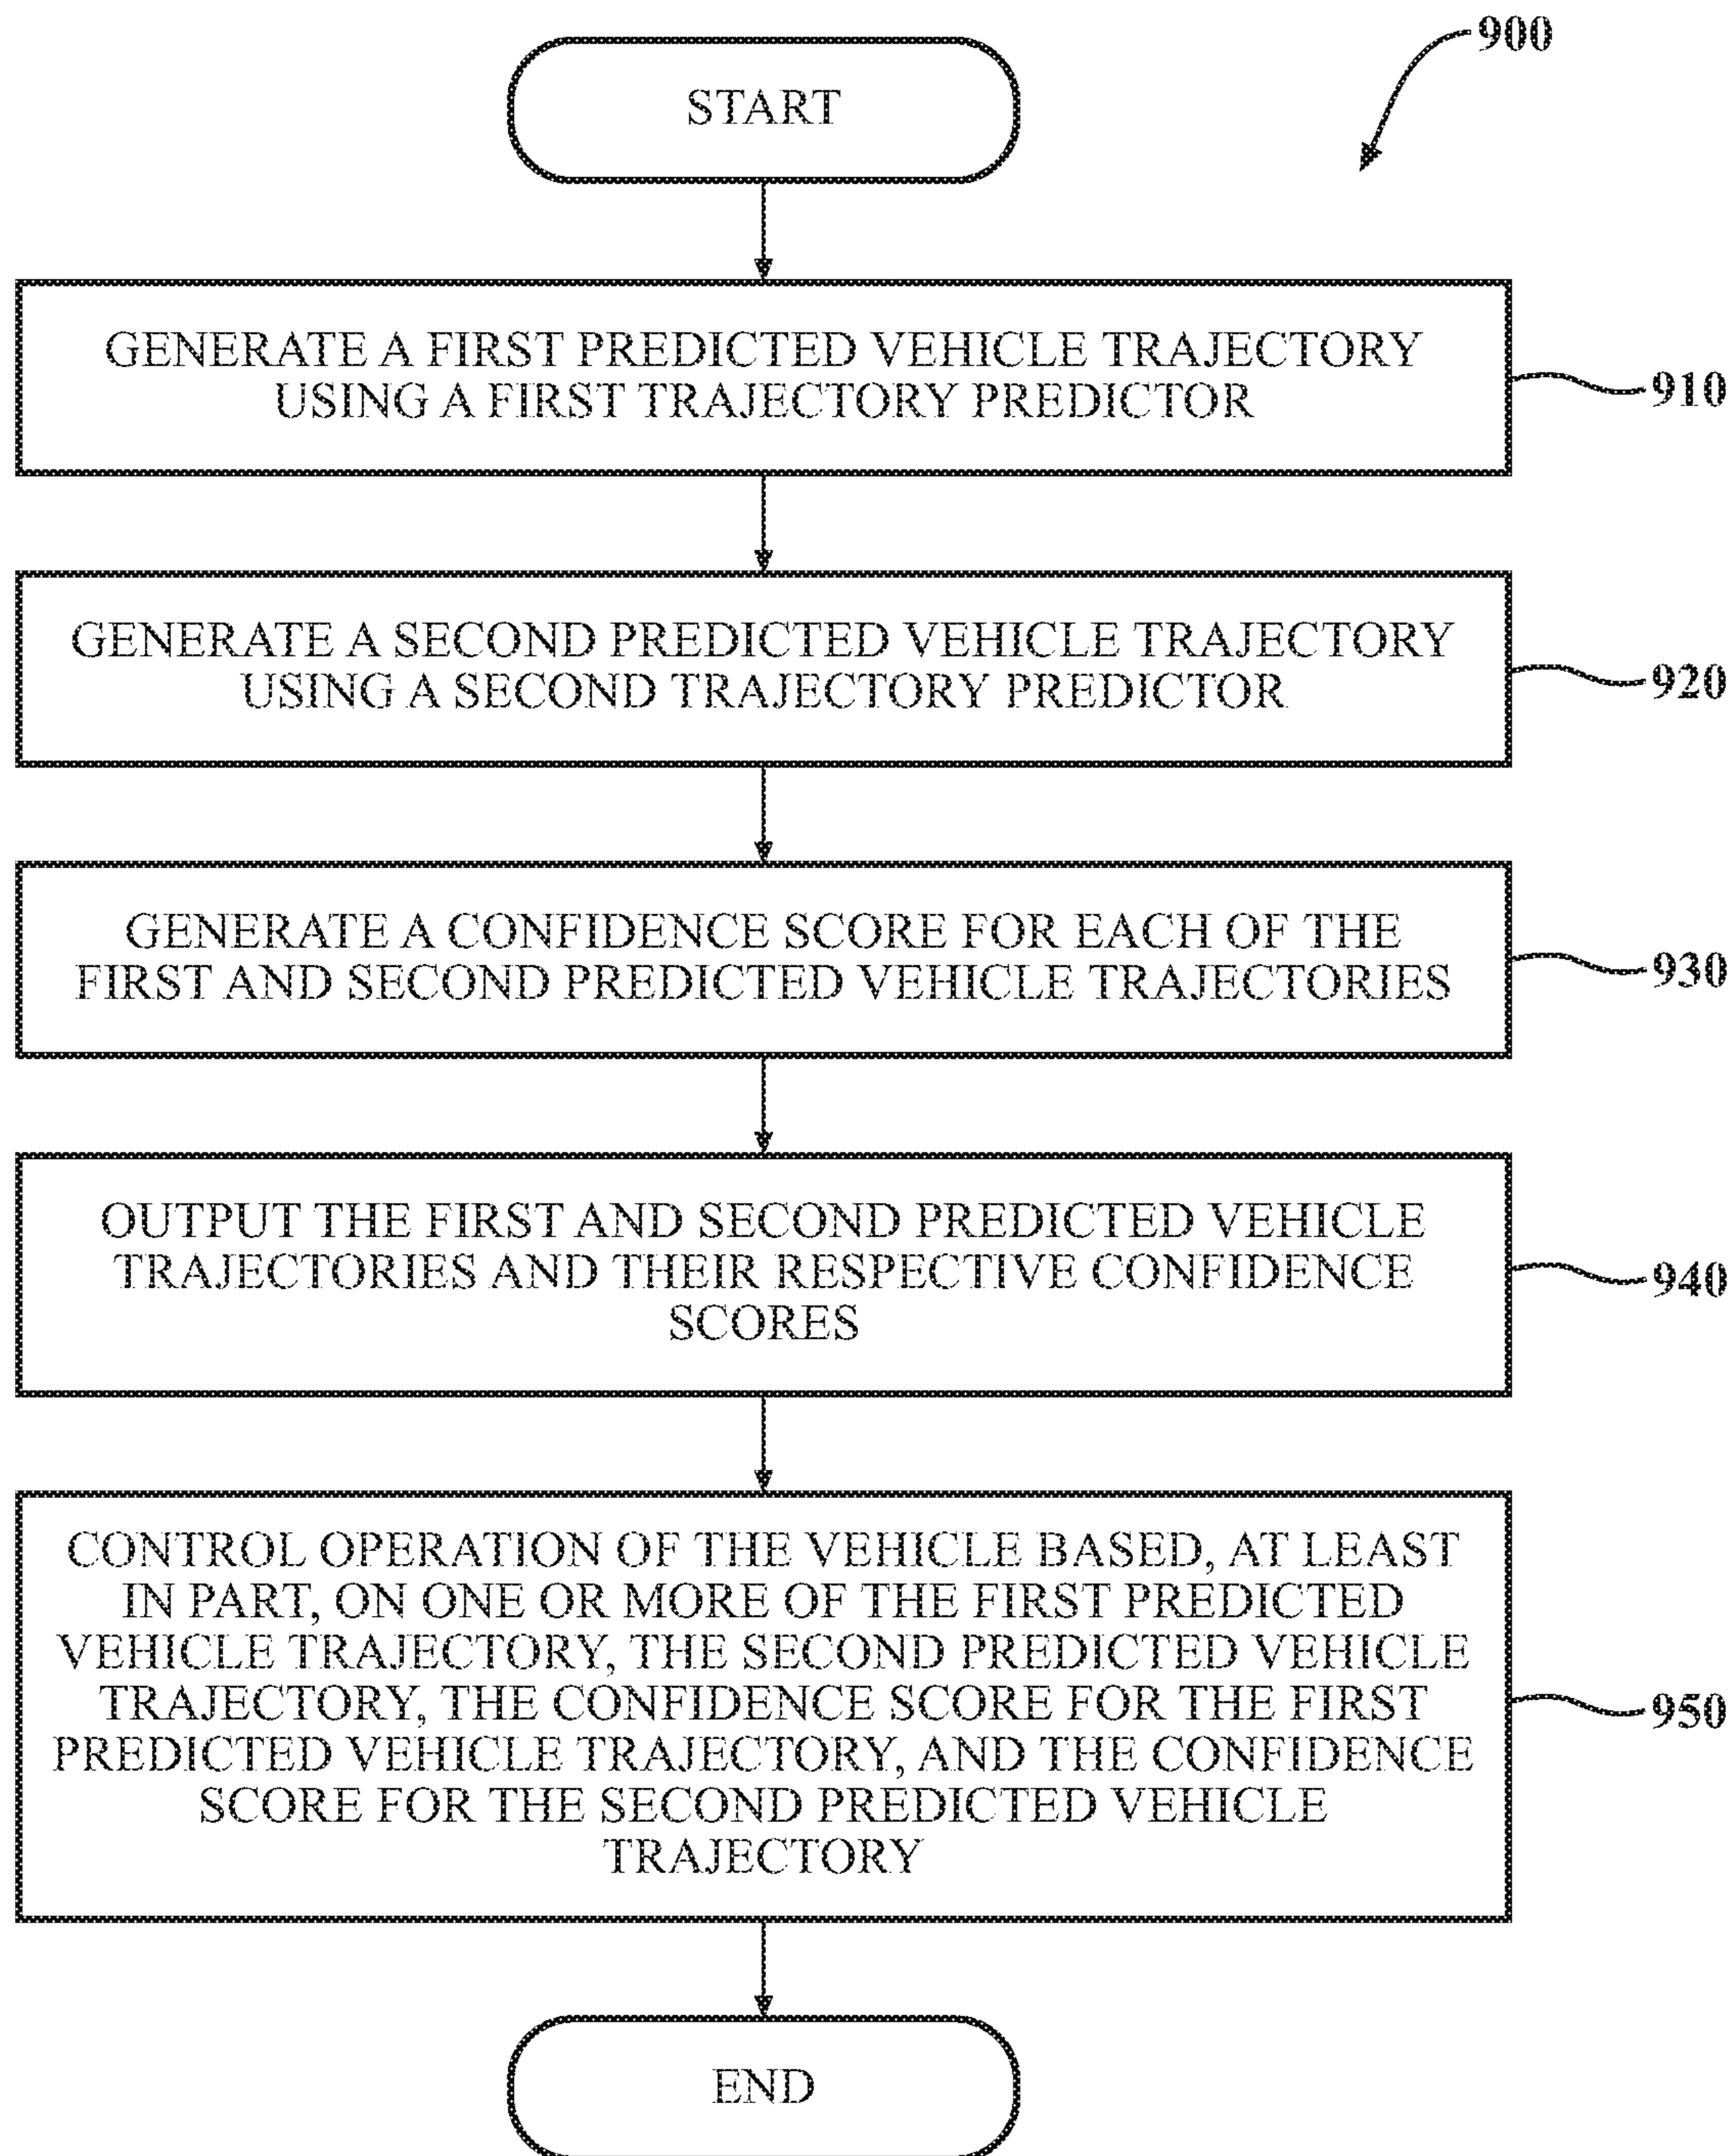 900
START
GENERATE A FIRST PREDICTED VEHICLE TRAJECTORY
USING A FIRST TRAJECTORY PREDICTOR
910
GENERATE A SECOND PREDICTED VEHICLE TRAJECTORY
USING A SECOND TRAJECTORY PREDICTOR
920
GENERATE A CONFIDENCE SCORE FOR EACH OF THE
FIRST AND SECOND PREDICTED VEHICLE TRAJECTORIES
930
OUTPUT THE FIRST AND SECOND PREDICTED VEHICLE
TRAJECTORIES AND THEIR RESPECTIVE CONFIDENCE
SCORES
940
CONTROL OPERATION OF THE VEHICLE BASED, AT LEAST
IN PART, ON ONE OR MORE OF THE FIRST PREDICTED
VEHICLE TRAJECTORY, THE SECOND PREDICTED VEHICLE
TRAJECTORY, THE CONFIDENCE SCORE FOR THE FIRST
PREDICTED VEHICLE TRAJECTORY, AND THE CONFIDENCE
SCORE FOR THE SECOND PREDICTED VEHICLE
TRAJECTORY
950
END